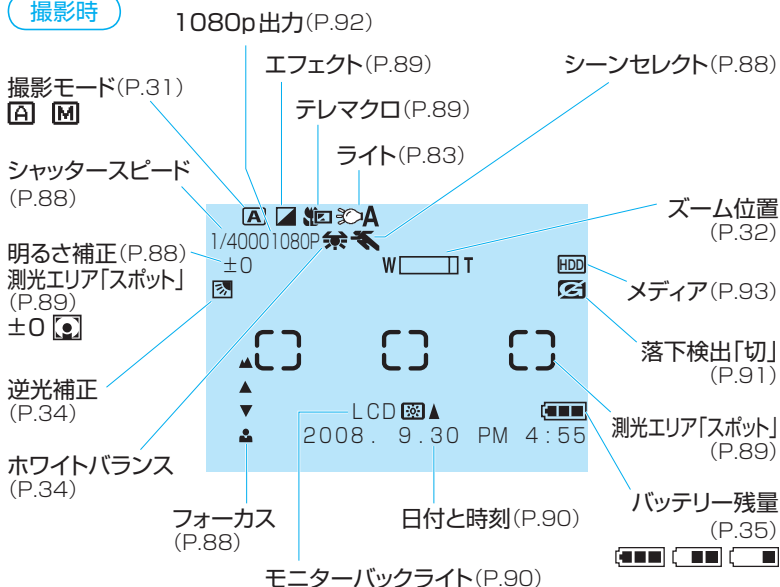 撮影時
1080p出力(P.92)
エフェクト(P.89)
シーンセレクト(P.88)
撮影モード(P.31)
A M
テレマクロ(P.89)
ライト(P.83)
シャッタースピード
(P.88)
ズーム位置
(P.32)
A A
1/4000 1080P
明るさ補正(P.88)
±0
W T
HDD
メディア(P.93)
測光エリア「スポット」
(P.89)
±0
落下検出「切」
(P.91)
逆光補正
(P.34)
LCD
測光エリア「スポット」
(P.89)
2008. 9.30 PM 4:55
ホワイトバランス
(P.34)
フォーカス
(P.88)
日付と時刻(P.90)
バッテリー残量
(P.35)
モニターバックライト(P.90)